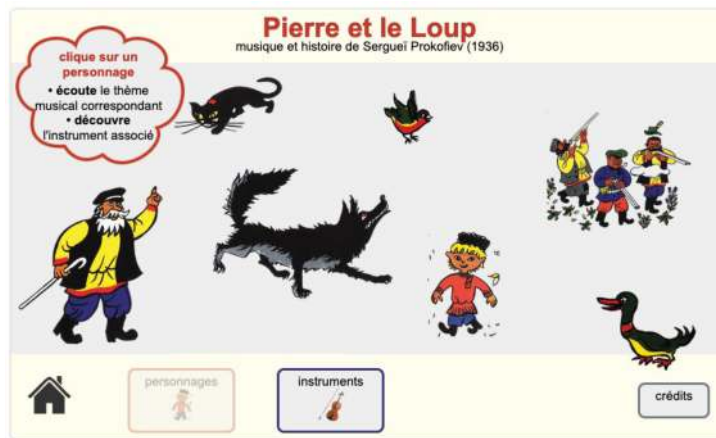 Pierre et le Loup
musique et histoire de Sergueï Prokofiev (1936)
clique sur un
personnage
• écoute le thème
musical correspondant
• découvre
l'instrument associé
personnages
instruments
crédits